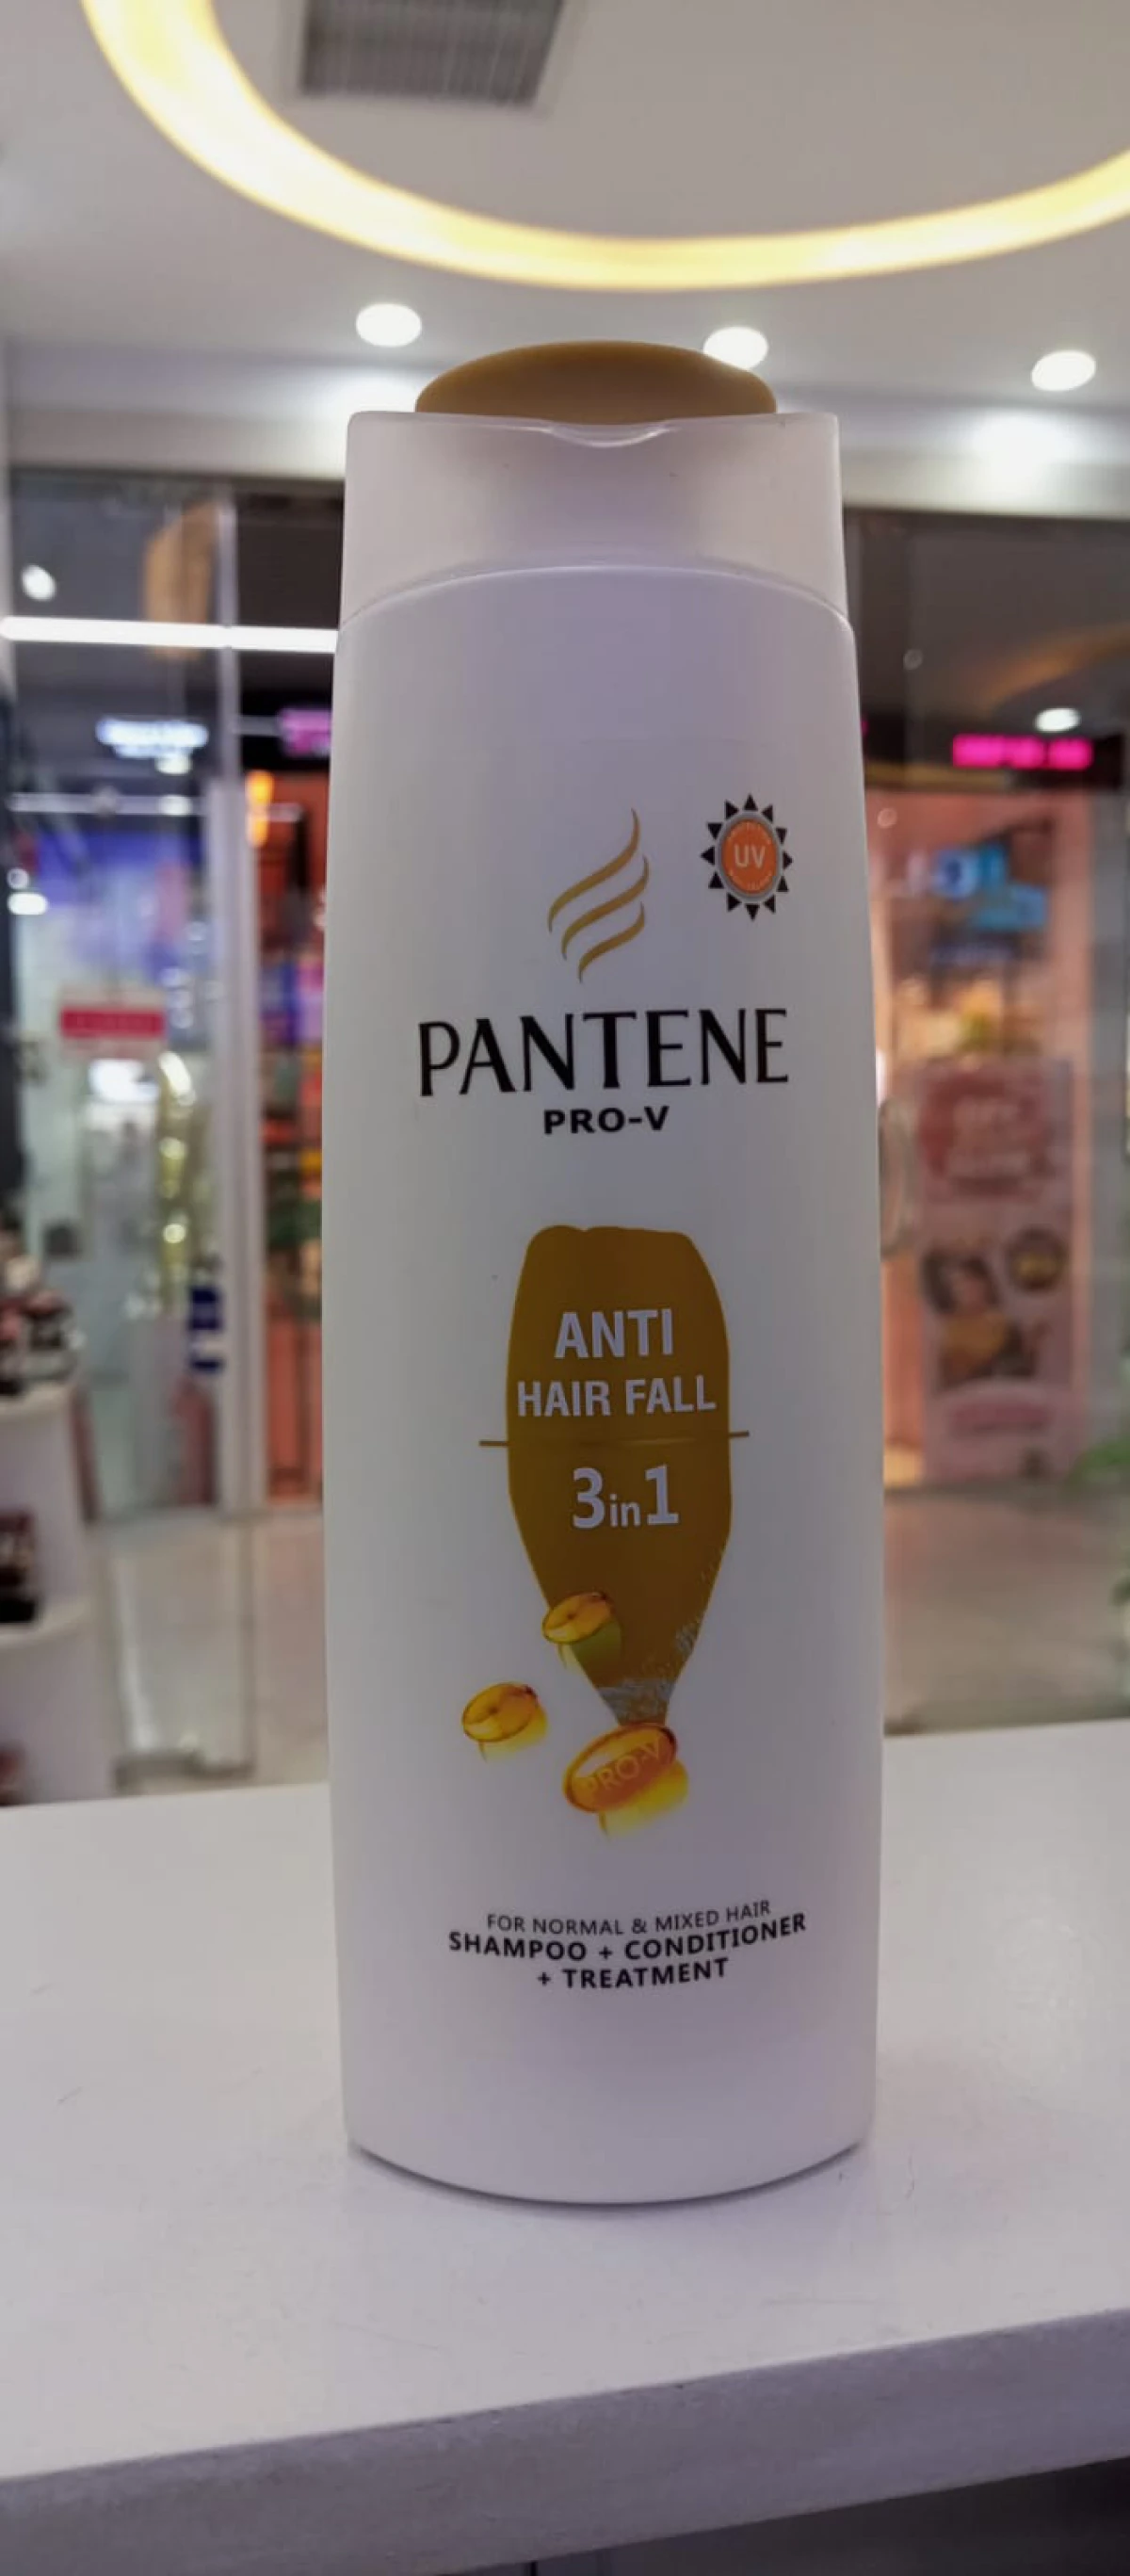 UV
PANTENE
PRO-V
ANTI
HAIR FALL
3in1
PRO-V
FOR NORMAL & MIXED HAIR
SHAMPOO + CONDITIONER
+ TREATMENT